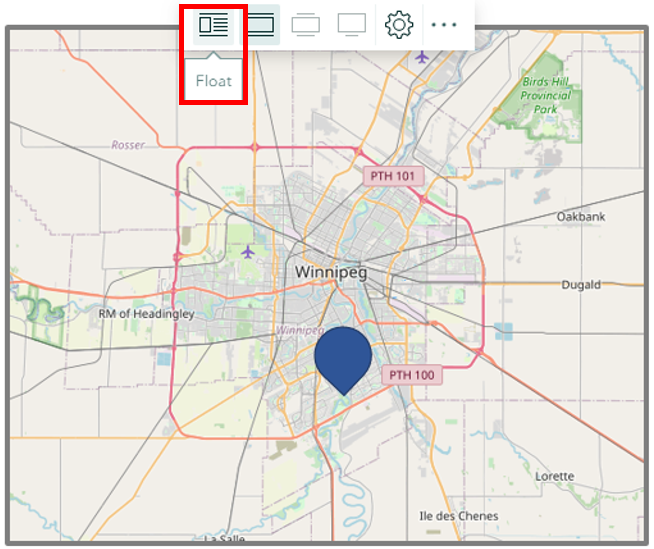 Float
Birds Hill
Provincial
Park
Rosser
PTH 101
Oakbank
Winnipeg
Dugald
RM of Headingley
Winnipeg
PTH 100
Lorette
Ile des Chenes
La Salle